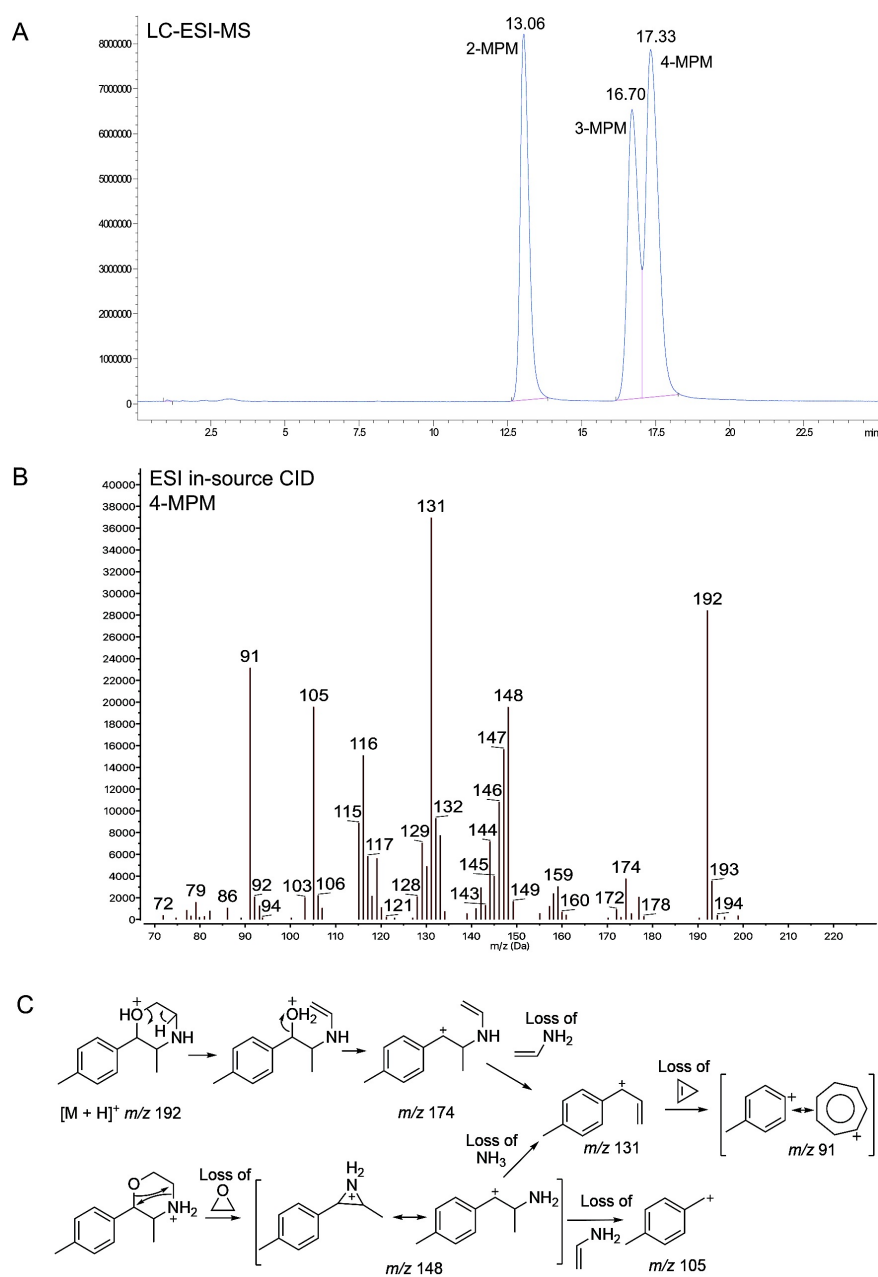 A
LC-ESI-MS
13.06
2-MPM
17.33
4-MPM
16.70
3-MPM
8000000
7000000
6000000
5000000
4000000
3000000
2000000
1000000
0
2.5 5 7.5 10 12.5 15 17.5 20 22.5 min
B
ESI in-source CID
4-MPM
40000
38000
36000
34000
32000
30000
28000
26000
24000
22000
20000
18000
16000
14000
12000
10000
8000
6000
4000
2000
0
131
192
91
105
148
147
116
146
132
115
129
144
117
145
159
174
193
92
79
86
72
94
103
106
121
128
143
149
160
172
178
194
70 80 90 100 110 120 130 140 150 160 170 180 190 200 210 220
m/z (Da)
C
HO+
H
NH
[M + H]+ m/z 192
+
OH2
NH
+
NH
m/z 174
Loss of
NH2
+
m/z 131
Loss of
+
+
m/z 91
O
NH2
+
Loss of
O
H2
N
+
m/z 148
+
NH2
Loss of
NH3
Loss of
NH2
+
m/z 105